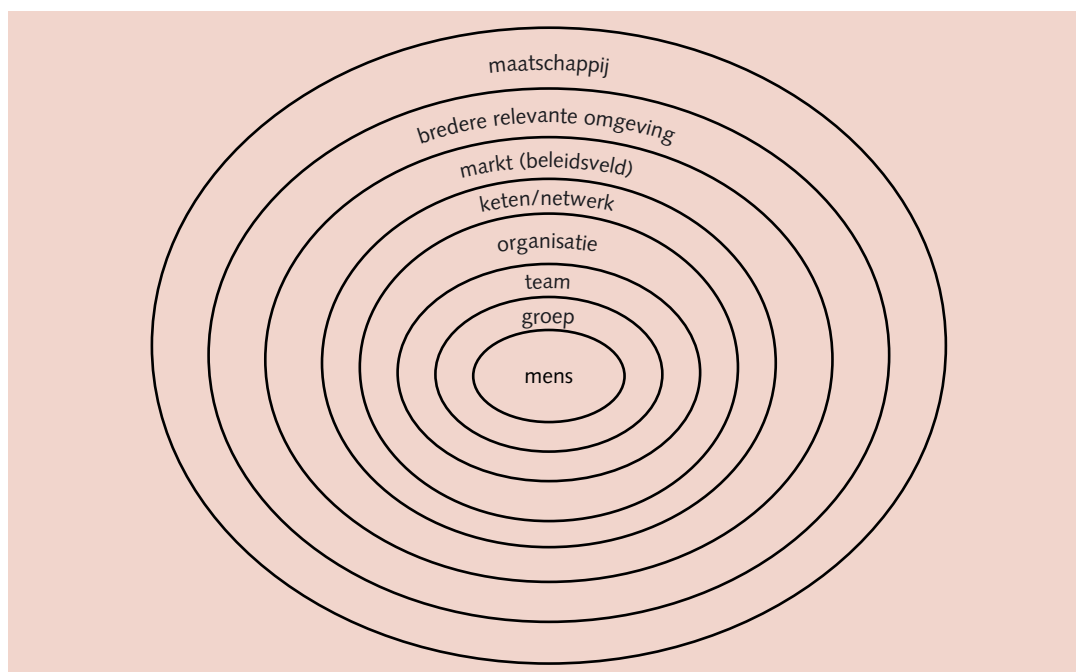 maatschappij
bredere relevante omgeving
markt (beleidsveld)
keten/netwerk
organisatie
team
groep
mens